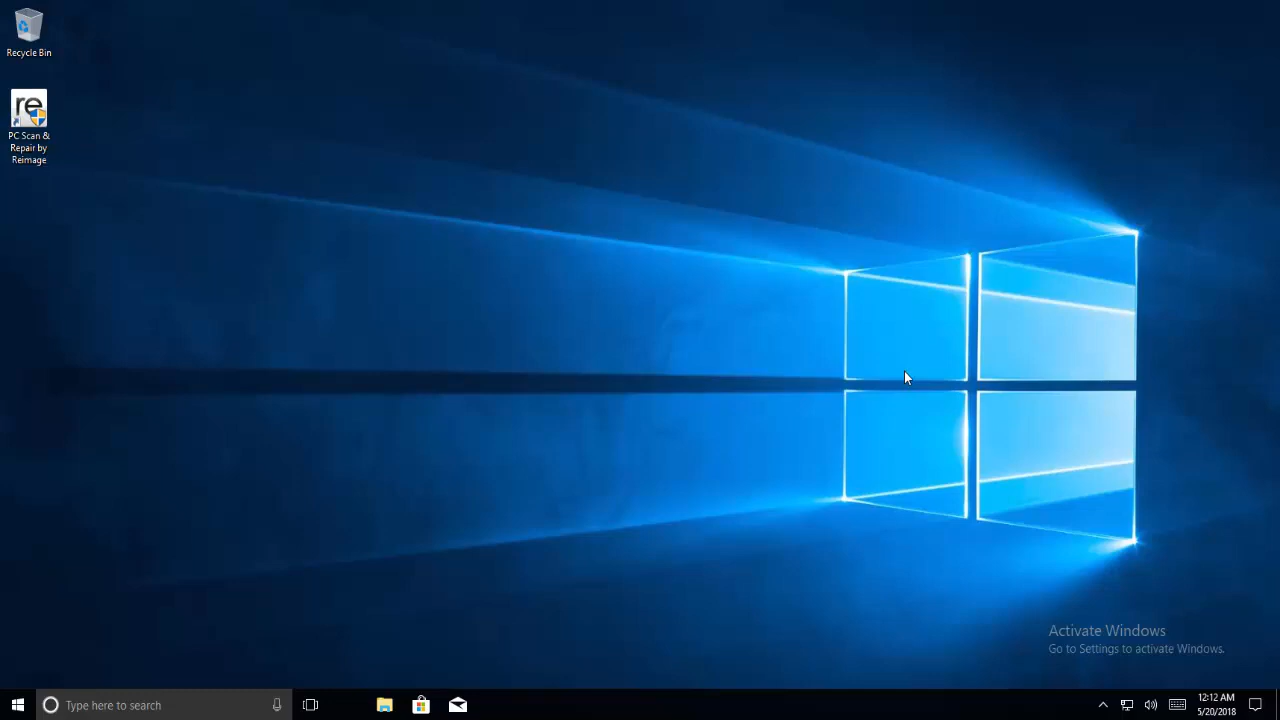 Recycle Bin
re
PC Scan &
Repair by
Reimage
Activate Windows
Go to Settings to activate Windows.
Type here to search
12:12 AM
5/20/2018